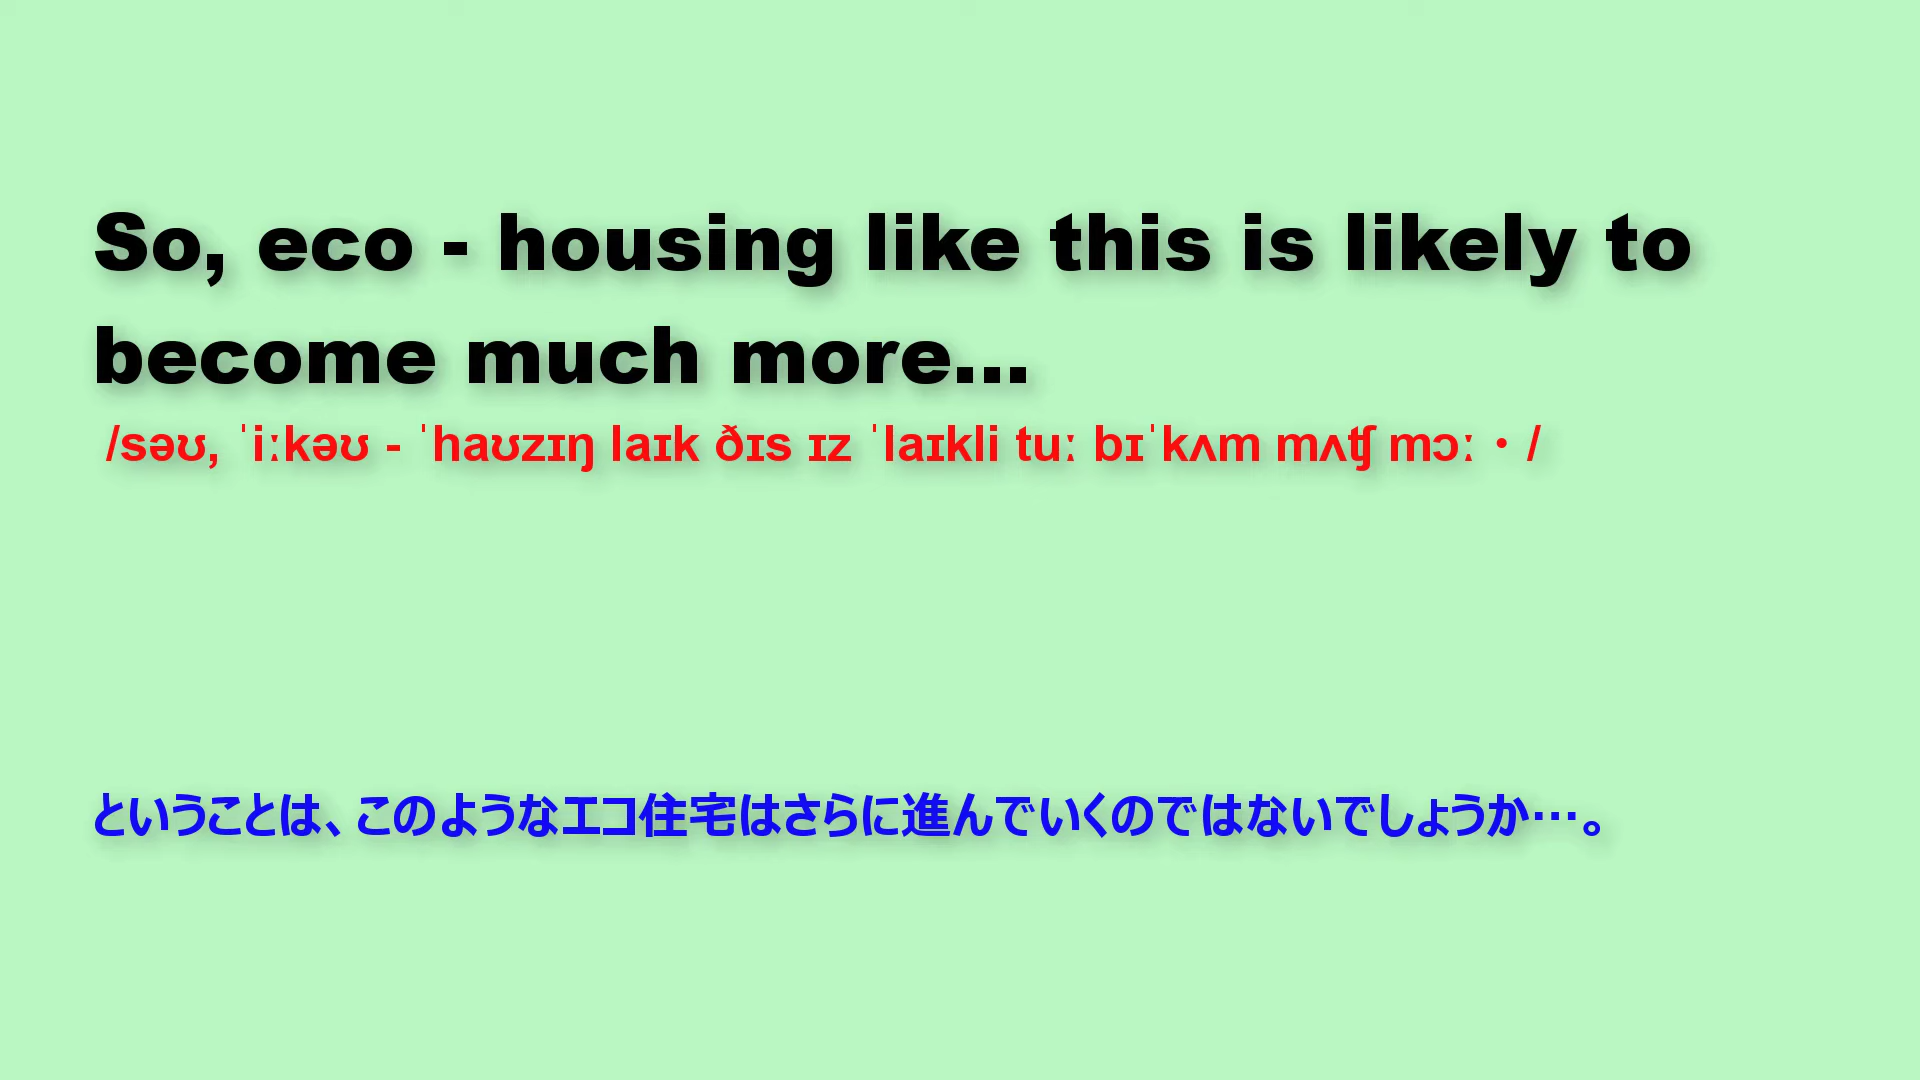 So, eco - housing like this is likely to
become much more...
/səʊ, ˈiːkəʊ - ˈhaʊzɪŋ laɪk ðɪs ɪz ˈlaɪkli tuː bɪˈkʌm mʌʧ mɔː・/
ということは、このようなエコ住宅はさらに進んでいくのではないでしょうか…。